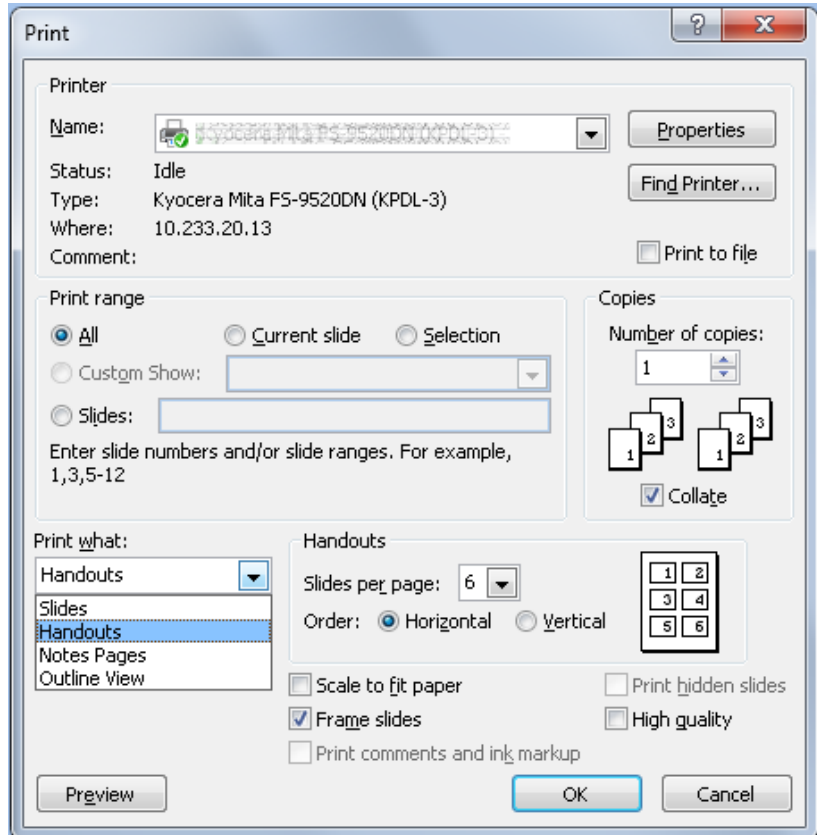 Print
Printer
Name:
Properties
Status: Idle
Find Printer...
Type: Kyocera Mita FS-9520DN (KPDL-3)
Where: 10.233.20.13
Comment:
Print to file
Print range
All Current slide Selection
Custom Show:
Slides:
Enter slide numbers and/or slide ranges. For example,
1,3,5-12
Copies
Number of copies:
1
1 2 3 1 2 3
Collate
Print what:
Handouts
Slides
Handouts
Notes Pages
Outline View
Handouts
Slides per page: 6
Order: Horizontal Vertical
1 2
3 4
5 6
Scale to fit paper Print hidden slides
Frame slides High quality
Print comments and ink markup
Preview OK Cancel